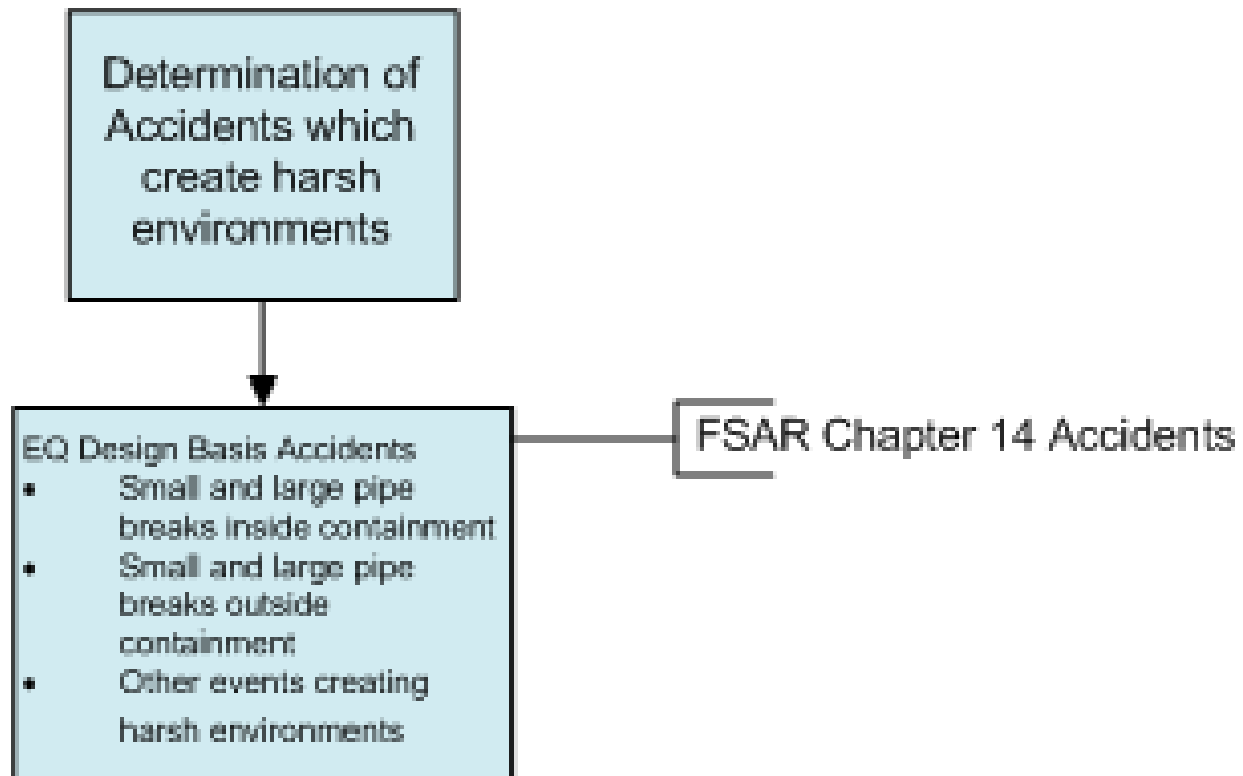 Determination of
Accidents which
create harsh
environments
EQ Design Basis Accidents
• Small and large pipe
breaks inside containment
• Small and large pipe
breaks outside
containment
• Other events creating
harsh environments
FSAR Chapter 14 Accidents